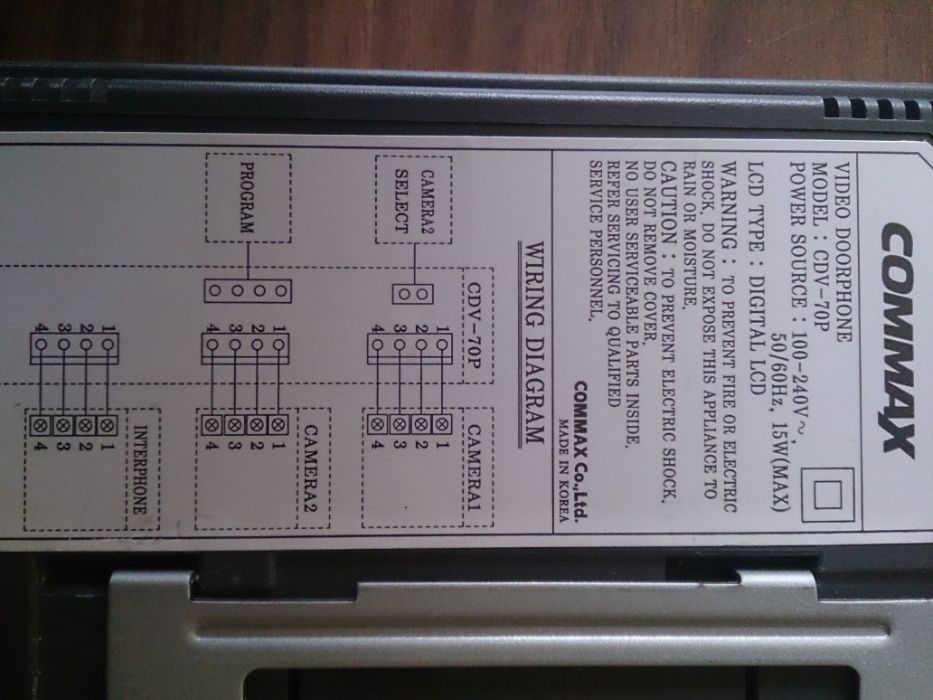 COMMAX
VIDEO DOORPHONE
MODEL : CDV-70P
POWER SOURCE : 100-240V ~,
50/60Hz, 15W(MAX)
LCD TYPE : DIGITAL LCD
WARNING : TO PREVENT FIRE OR ELECTRIC
SHOCK, DO NOT EXPOSE THIS APPLIANCE TO
RAIN OR MOISTURE.
CAUTION : TO PREVENT ELECTRIC SHOCK,
DO NOT REMOVE COVER.
NO USER SERVICEABLE PARTS INSIDE,
REFER SERVICING TO QUALIFIED
SERVICE PERSONNEL.
COMMAX Co.,Ltd.
MADE IN KOREA
WIRING DIAGRAM
CDV-70P
CAMERA1
CAMERA2
SELECT
1 1
2 2
3 3
4 4
CAMERA2
PROGRAM
1 1
2 2
3 3
4 4
INTERPHONE
1 1
2 2
3 3
4 4